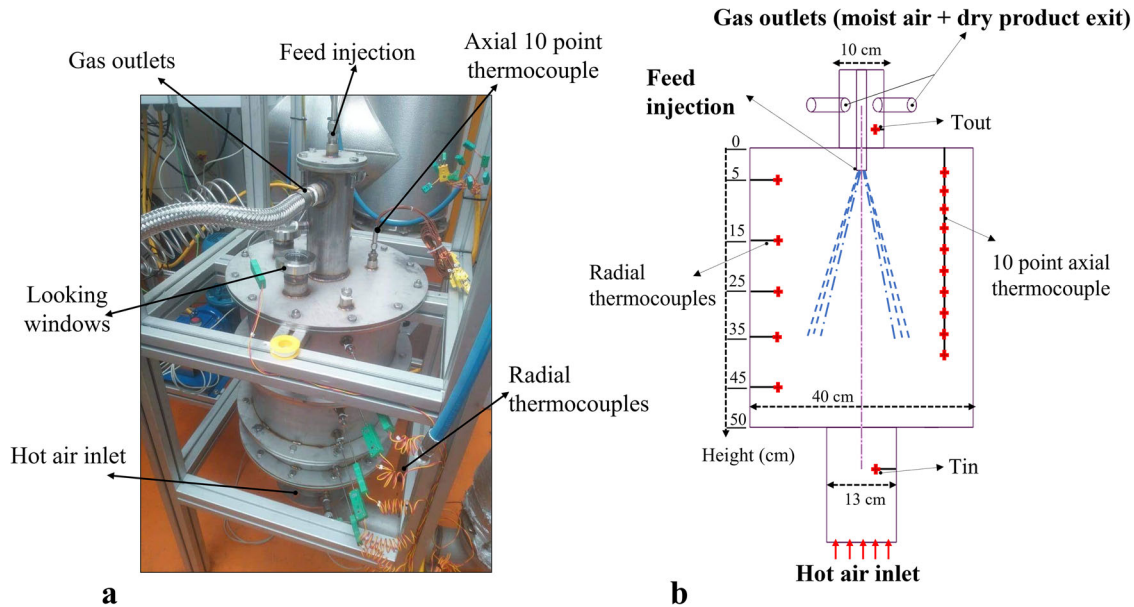 Feed injection
Axial 10 point
thermocouple
Gas outlets
Looking
windows
Radial
thermocouples
Hot air inlet
a
Gas outlets (moist air + dry product exit)
10 cm
Feed
injection
Tout
0
5
15
25
35
45
50
Radial
thermocouples
10 point axial
thermocouple
40 cm
Height (cm)
Tin
13 cm
Hot air inlet
b